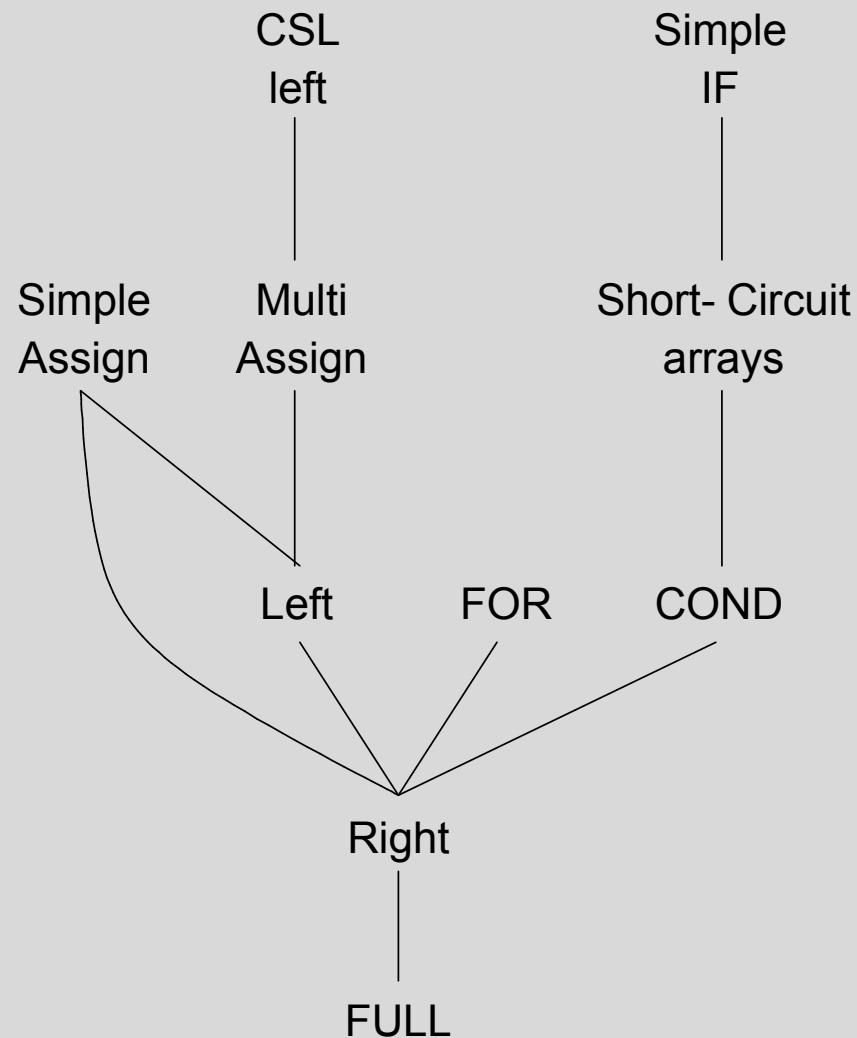 CSL
left
Simple
IF
Simple
Assign
Multi
Assign
Short- Circuit
arrays
Left
FOR
COND
Right
FULL